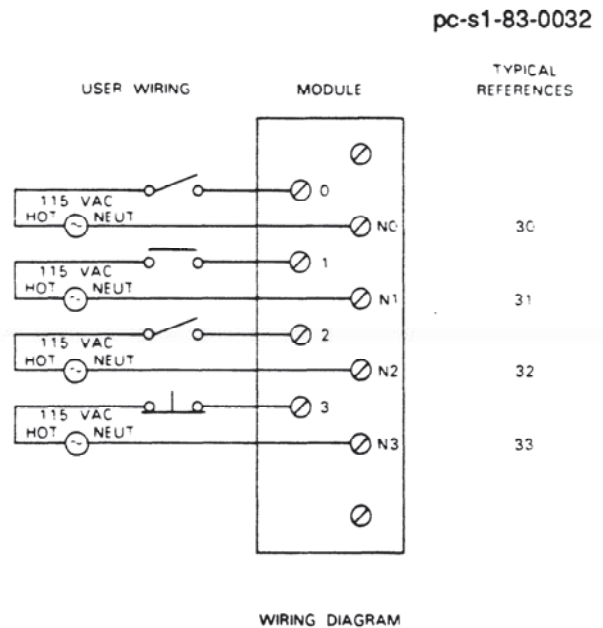 pc-s1-83-0032
USER WIRING MODULE TYPICAL REFERENCES
0
115 VAC
HOT NEUT N0 30
1
115 VAC
HOT NEUT N1 31
2
115 VAC
HOT NEUT N2 32
3
115 VAC
HOT NEUT N3 33
WIRING DIAGRAM